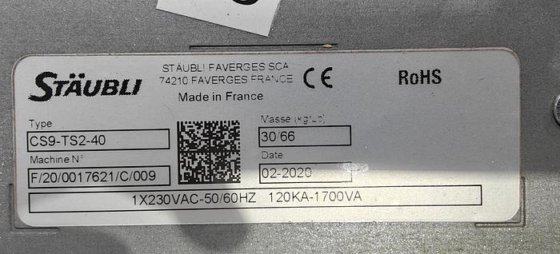 STÄUBLI
STÄUBLI FAVERGES SCA
74210 FAVERGES FRANCE
Made in France
CE
RoHS
Type
CS9-TS2-40
Masse (kg/Lb)
30/66
Machine N°
F/20/0017621/C/009
Date
02-2020
1X230VAC-50/60HZ 120KA-1700VA